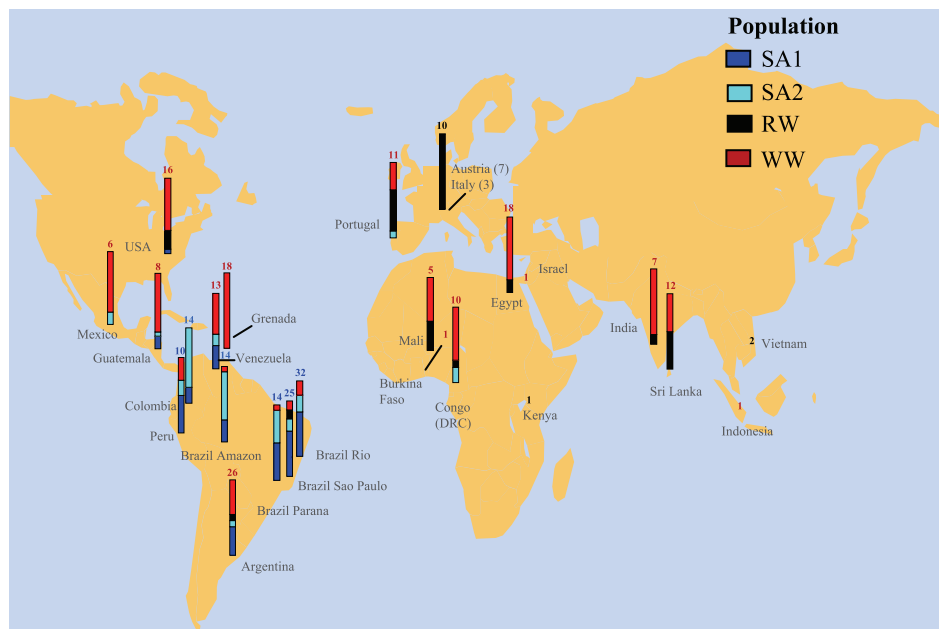 Population
SA1
SA2
RW
WW
10
Austria (7)
Italy (3)
11
Portugal
16
USA
6
Mexico
8
Guatemala
18
Grenada
13
Venezuela
14
10
Colombia
Peru
14
Brazil Amazon
14
25
32
Brazil Rio
Brazil Sao Paulo
Brazil Parana
26
Argentina
18
1
Israel
Egypt
5
Mali
1
Burkina
Faso
10
Congo
(DRC)
1
Kenya
7
India
12
Sri Lanka
2
Vietnam
1
Indonesia